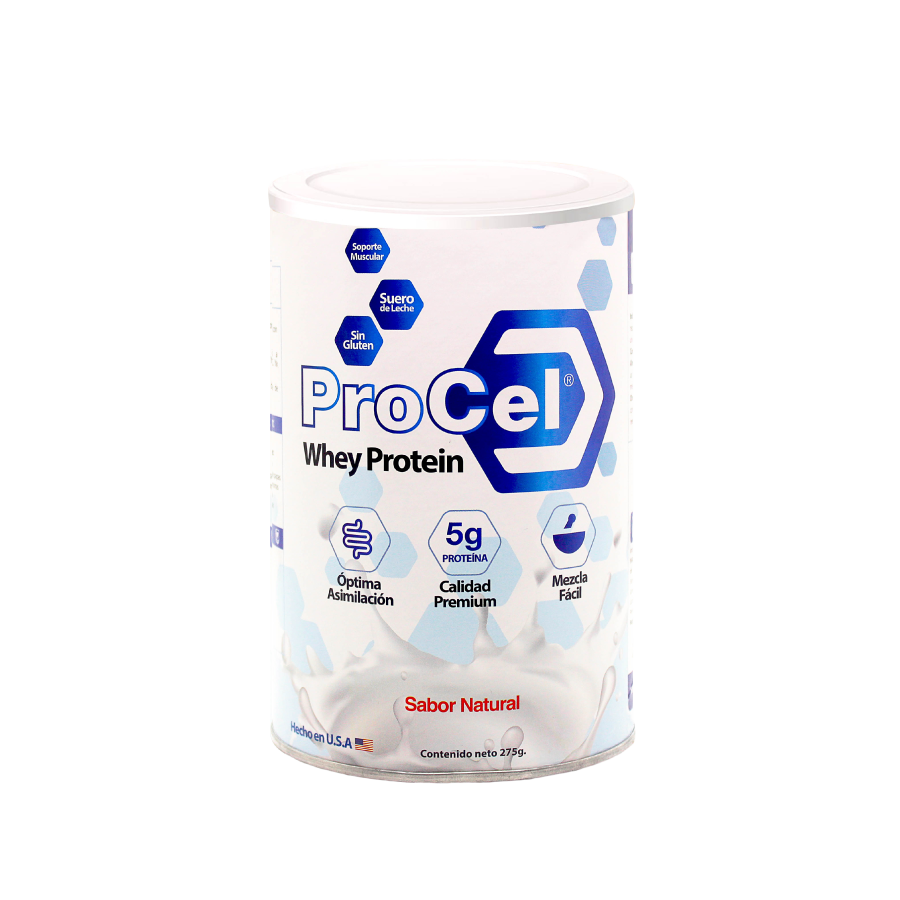 Soporte
Muscular
Suero
de Leche
Sin
Gluten
ProCel®
Whey Protein
5g
PROTEÍNA
Óptima
Asimilación
Calidad
Premium
Mezcla
Fácil
Sabor Natural
Hecho en U.S.A
Contenido neto 275g.